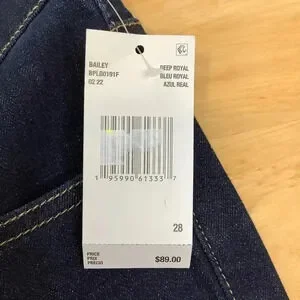 BAILEY
BPLB0191F
02 22
DEEP ROYAL
BLEU ROYAL
AZUL REAL
1 95990 61333 7
28
PRICE
PRIX
PRECIO
$89.00